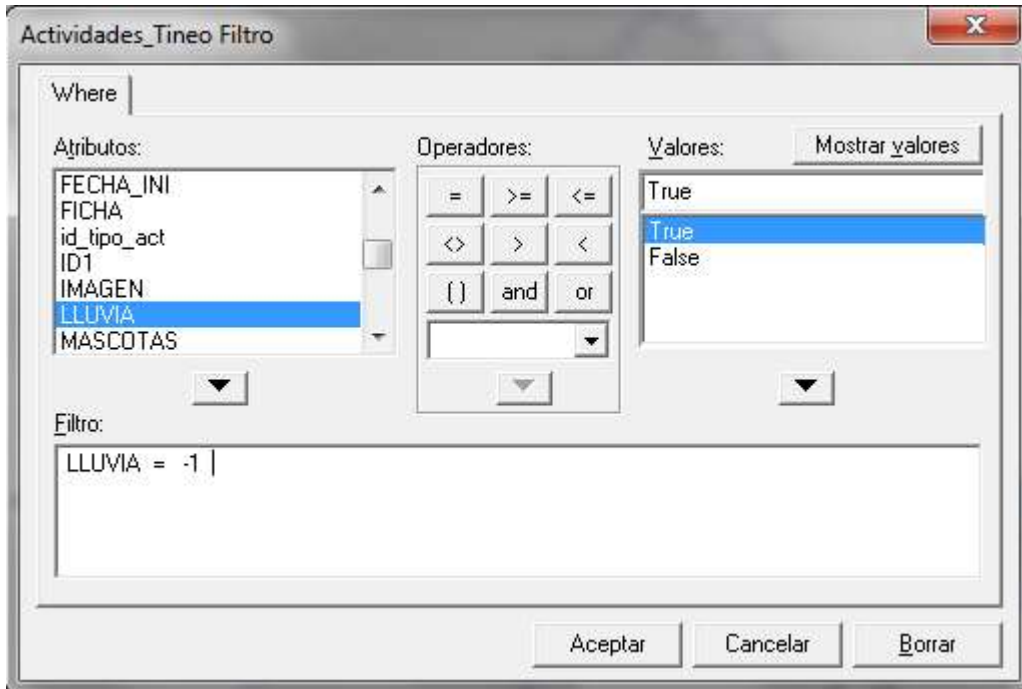 Actividades_Tineo Filtro
X
Where
Atributos:
FECHA_INI
FICHA
id_tipo_act
ID1
IMAGEN
LLUVIA
MASCOTAS
Operadores:
= >= <=
<> > <
( ) and or
Valores:
Mostrar valores
True
True
False
Filtro:
LLUVIA = -1
Aceptar Cancelar Borrar